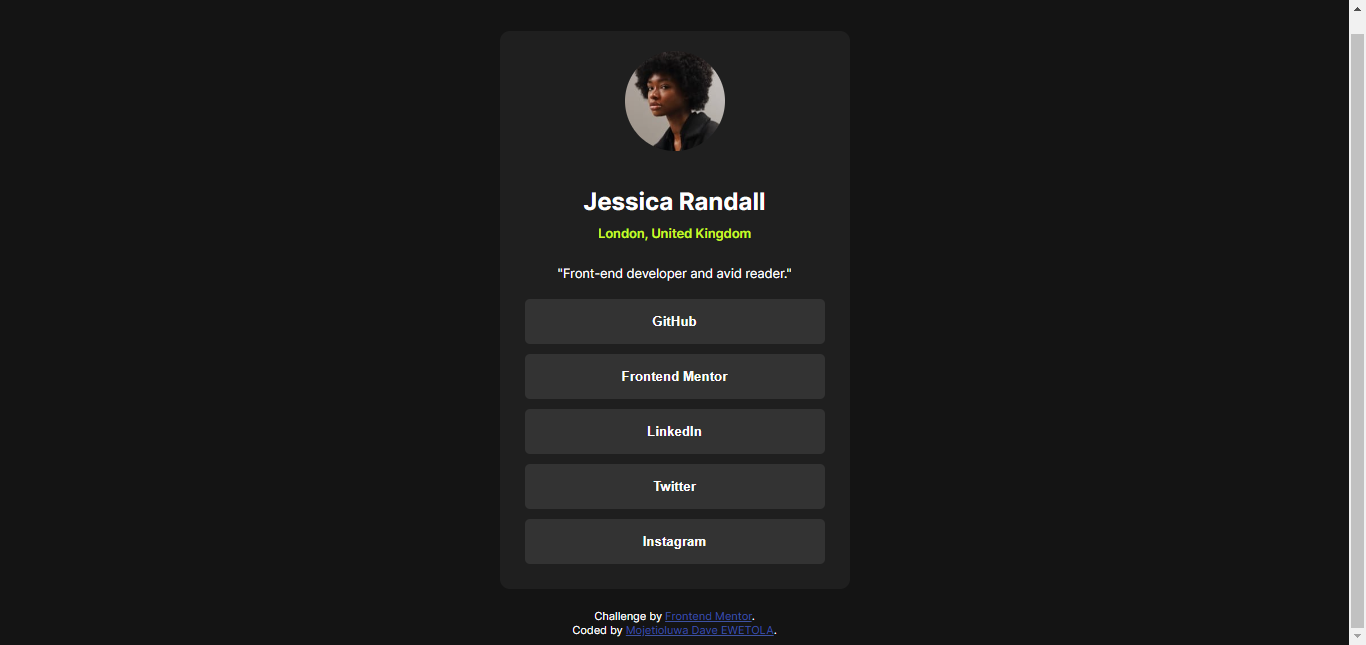 Jessica Randall
London, United Kingdom
"Front-end developer and avid reader."
GitHub
Frontend Mentor
LinkedIn
Twitter
Instagram
Challenge by Frontend Mentor.
Coded by Mojetioluwa Dave EWETOLA.